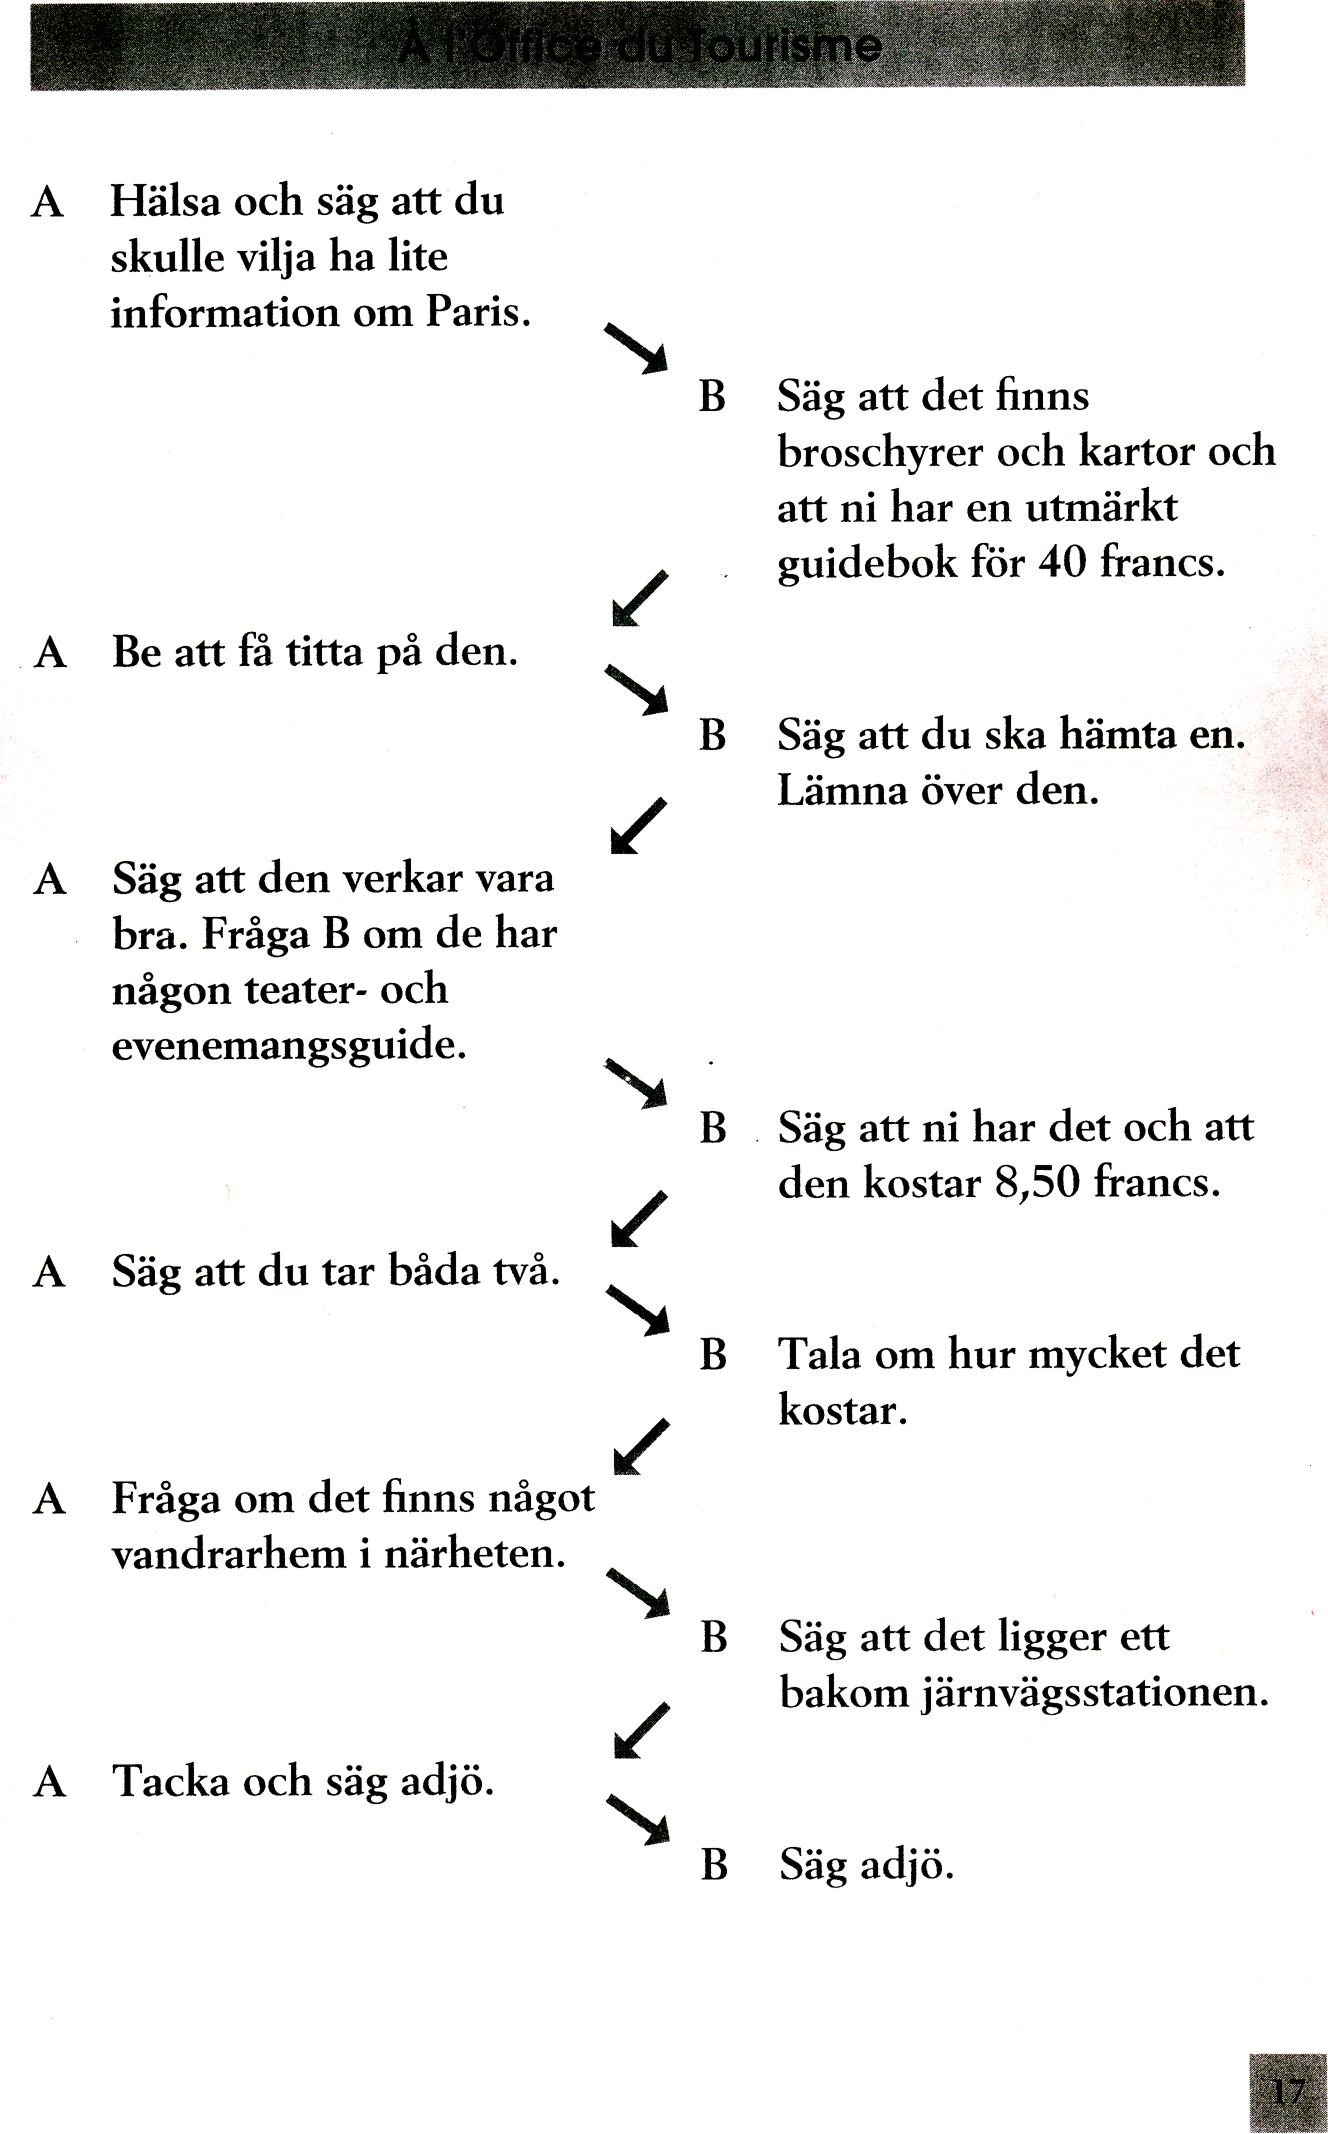 À l'Office du Tourisme
A Hälsa och säg att du
skulle vilja ha lite
information om Paris.
B Säg att det finns
broschyrer och kartor och
att ni har en utmärkt
guidebok för 40 francs.
A Be att få titta på den.
B Säg att du ska hämta en.
Lämna över den.
A Säg att den verkar vara
bra. Fråga B om de har
någon teater- och
evenemangsguide.
B Säg att ni har det och att
den kostar 8,50 francs.
A Säg att du tar båda två.
B Tala om hur mycket det
kostar.
A Fråga om det finns något
vandrarhem i närheten.
B Säg att det ligger ett
bakom järnvägsstationen.
A Tacka och säg adjö.
B Säg adjö.
17